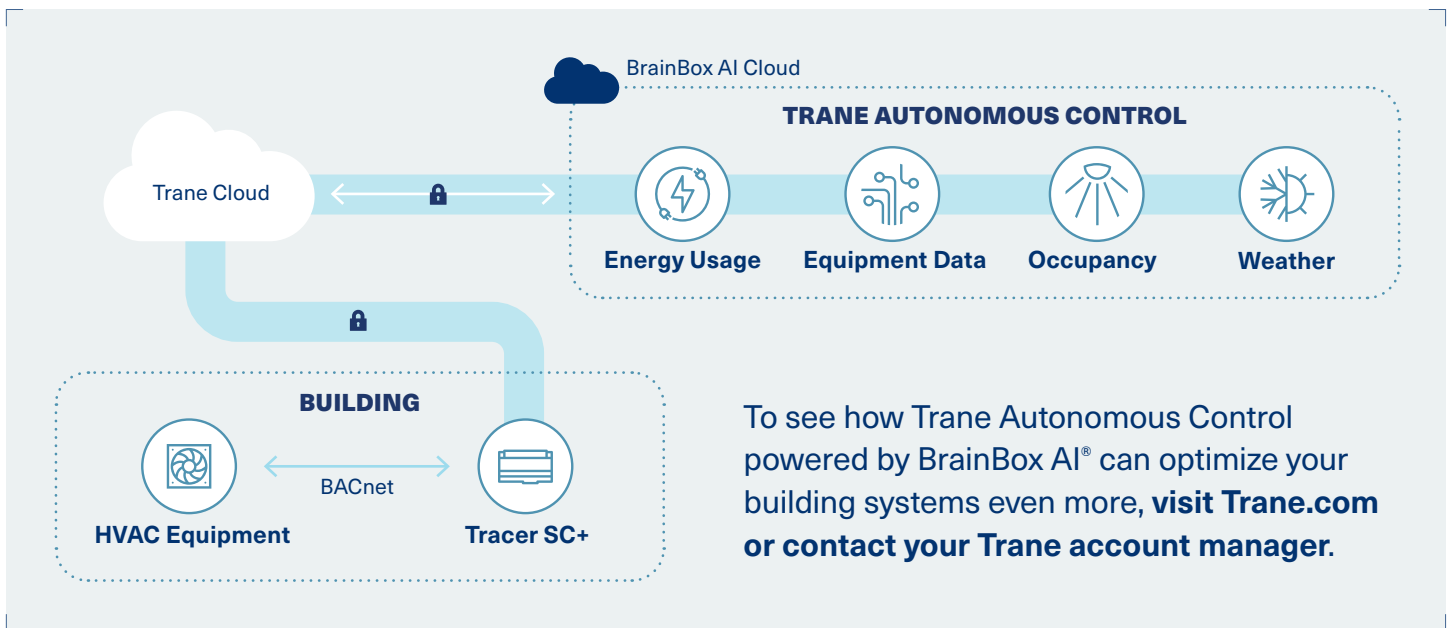 BrainBox AI Cloud
TRANE AUTONOMOUS CONTROL
Trane Cloud
Energy Usage
Equipment Data
Occupancy
Weather
BUILDING
BACnet
HVAC Equipment
Tracer SC+
To see how Trane Autonomous Control
powered by BrainBox AI® can optimize your
building systems even more, visit Trane.com
or contact your Trane account manager.